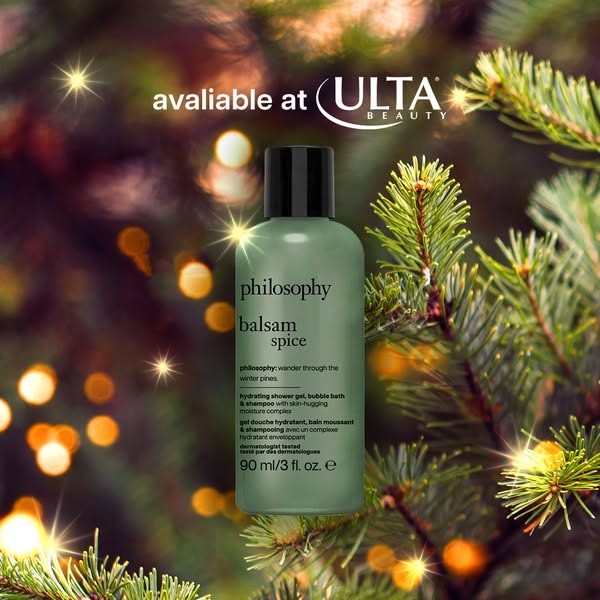 avaliable at ULTA
BEAUTY
philosophy
balsam
spice
philosophy: wander through the
winter pines.
hydrating shower gel, bubble bath
& shampoo with skin-hugging
moisture complex
gel douche hydratant, bain moussant
& shampooing avec un complexe
hydratant enveloppant
dermatologist tested
testé par des dermatologues
90 ml/3 fl. oz. ℮